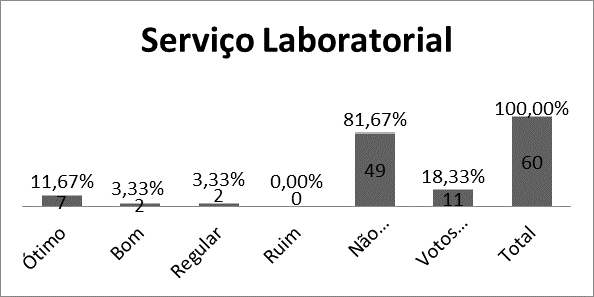 Serviço Laboratorial
11,67%
7
3,33%
2
3,33%
2
0,00%
0
81,67%
49
18,33%
11
100,00%
60
Ótimo
Bom
Regular
Ruim
Não...
Votos...
Total